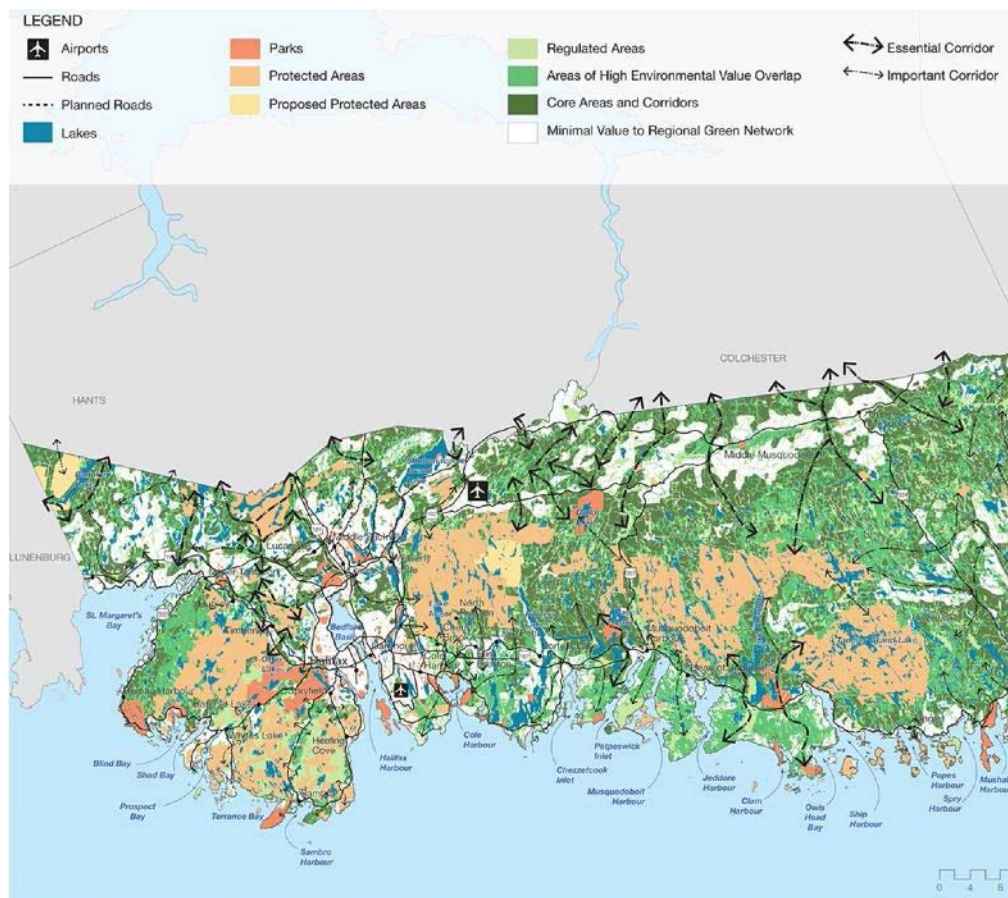 LEGEND
Airports
Roads
Planned Roads
Lakes
Parks
Protected Areas
Proposed Protected Areas
Regulated Areas
Areas of High Environmental Value Overlap
Core Areas and Corridors
Minimal Value to Regional Green Network
Essential Corridor
Important Corridor
COLCHESTER
HANTS
LUNENBURG
ST. MARGARET'S
BAY
Bedford
Basin
Halifax
Whites Lake
Herring
Cove
Blind Bay
Shad Bay
Prospect
Bay
Terrance Bay
Sambro
Harbour
Halifax
Harbour
Cole
Harbour
Chezzetcook
Inlet
Petpeswick
Inlet
Musquodoboit
Harbour
Jeddore
Harbour
Clam
Harbour
Owls
Head
Bay
Ship
Harbour
Popes
Harbour
Spry
Harbour
Harbour
0 4 8